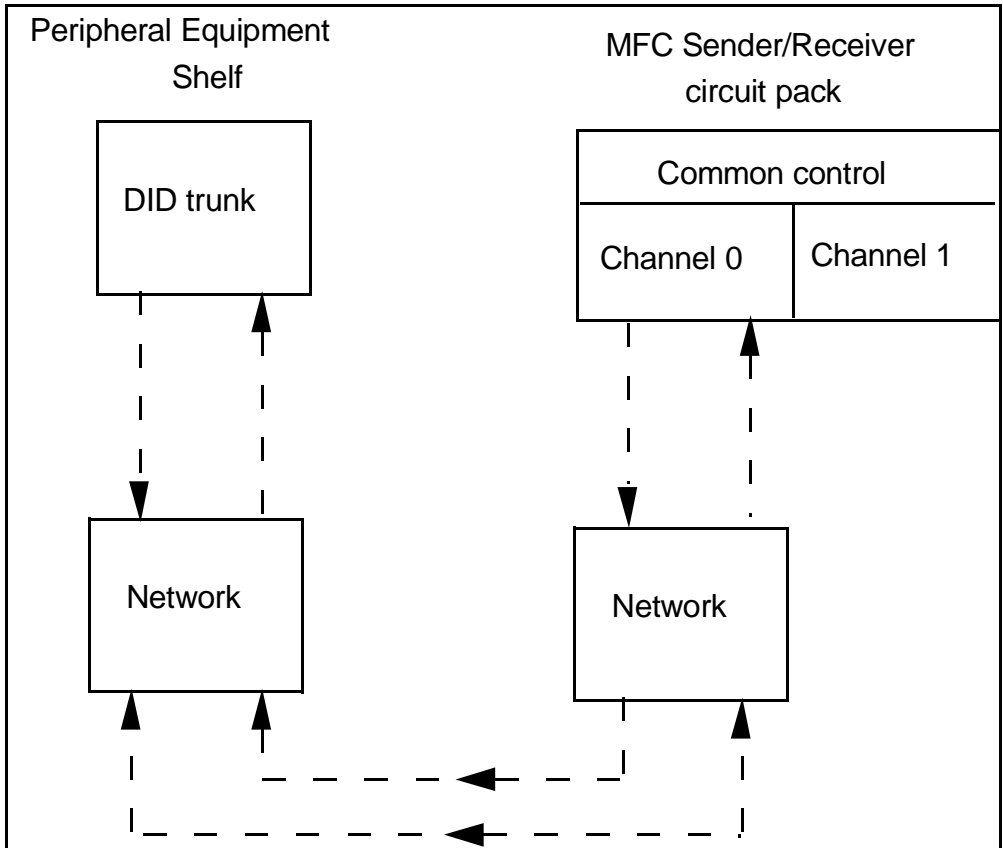 Peripheral Equipment
Shelf
MFC Sender/Receiver
circuit pack
DID trunk
Common control
Channel 0
Channel 1
Network
Network